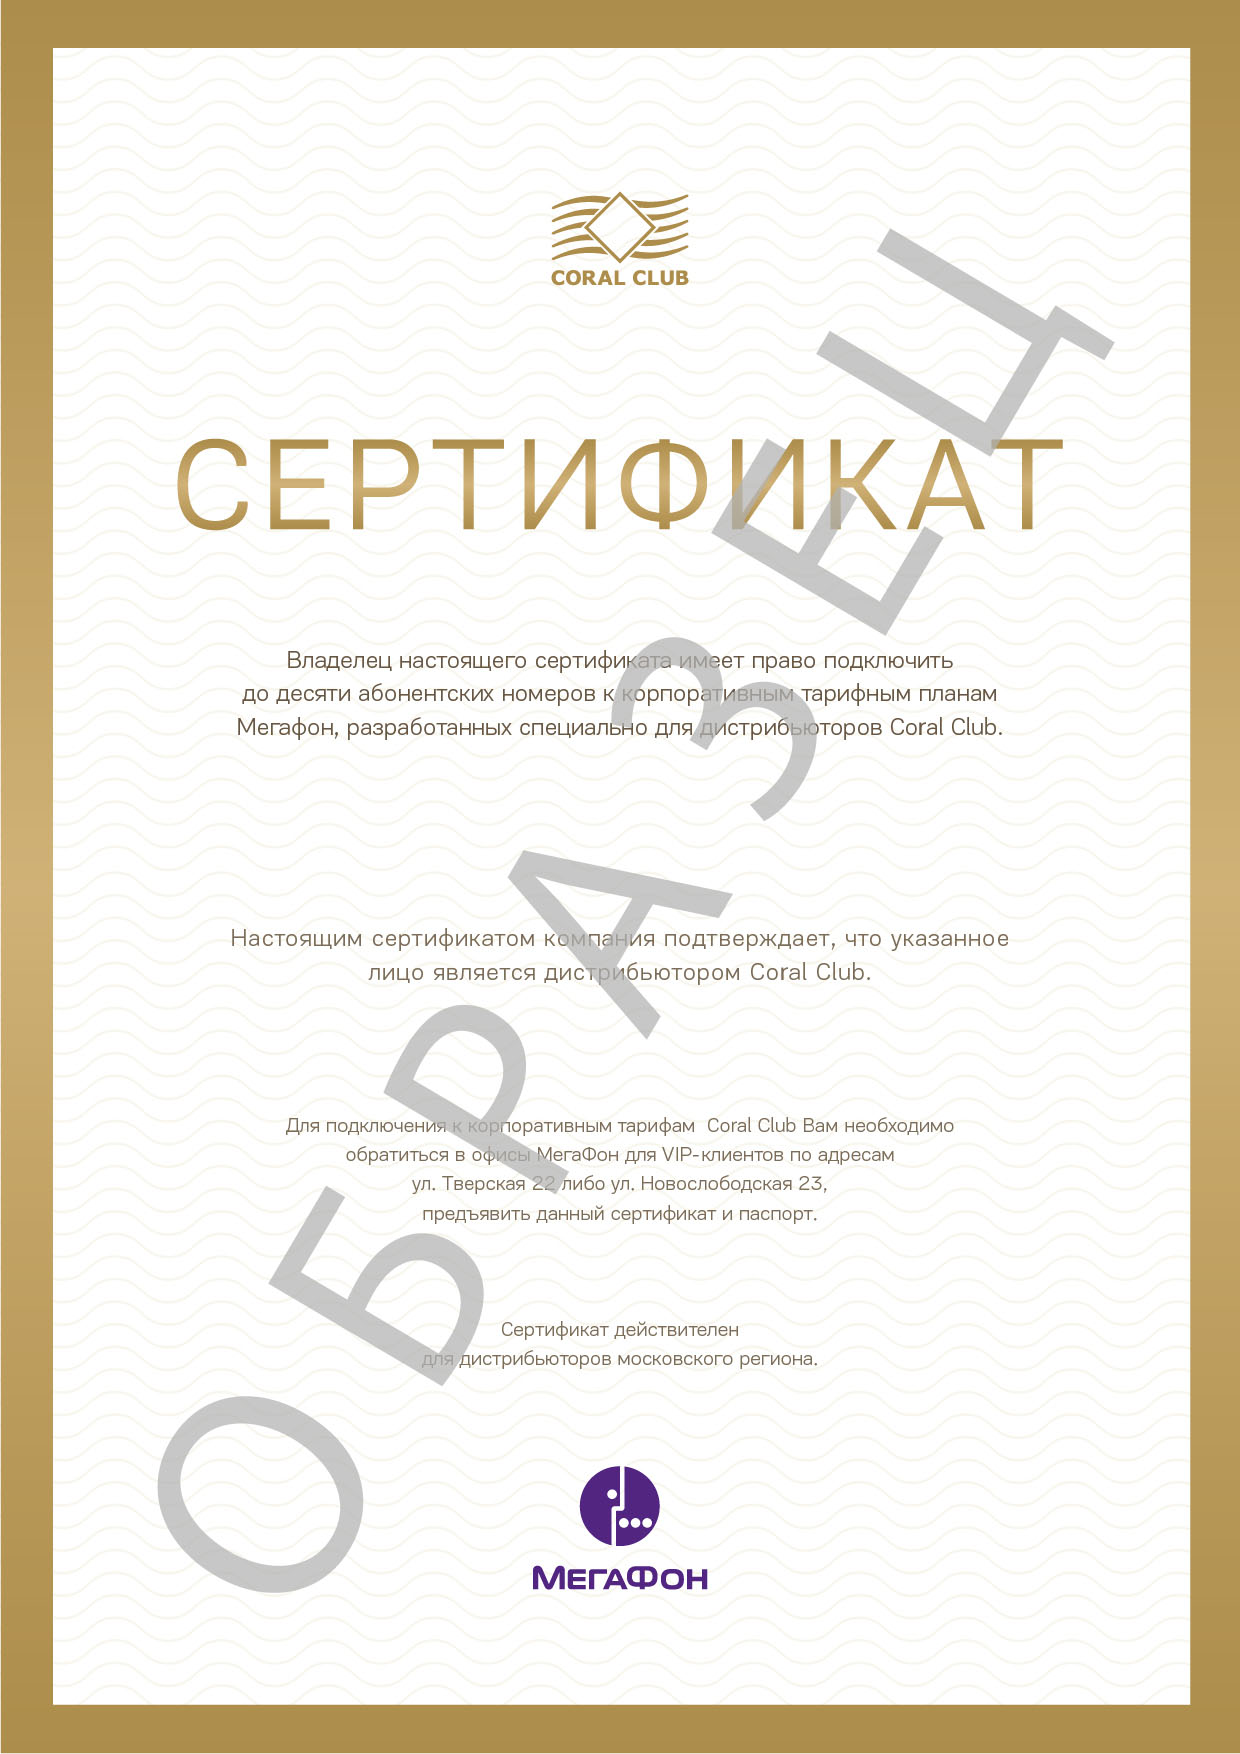 CORAL CLUB
СЕРТИФИКАТ
Владелец настоящего сертификата имеет право подключить
до десяти абонентских номеров к корпоративным тарифным планам
Мегафон, разработанных специально для дистрибьюторов Coral Club.
Настоящим сертификатом компания подтверждает, что указанное
лицо является дистрибьютором Coral Club.
Для подключения к корпоративным тарифам Coral Club Вам необходимо
обратиться в офисы МегаФон для VIP-клиентов по адресам
ул. Тверская 22 либо ул. Новослободская 23,
предъявить данный сертификат и паспорт.
Сертификат действителен
для дистрибьюторов московского региона.
МЕГАФОН
ОБРАЗЕЦ